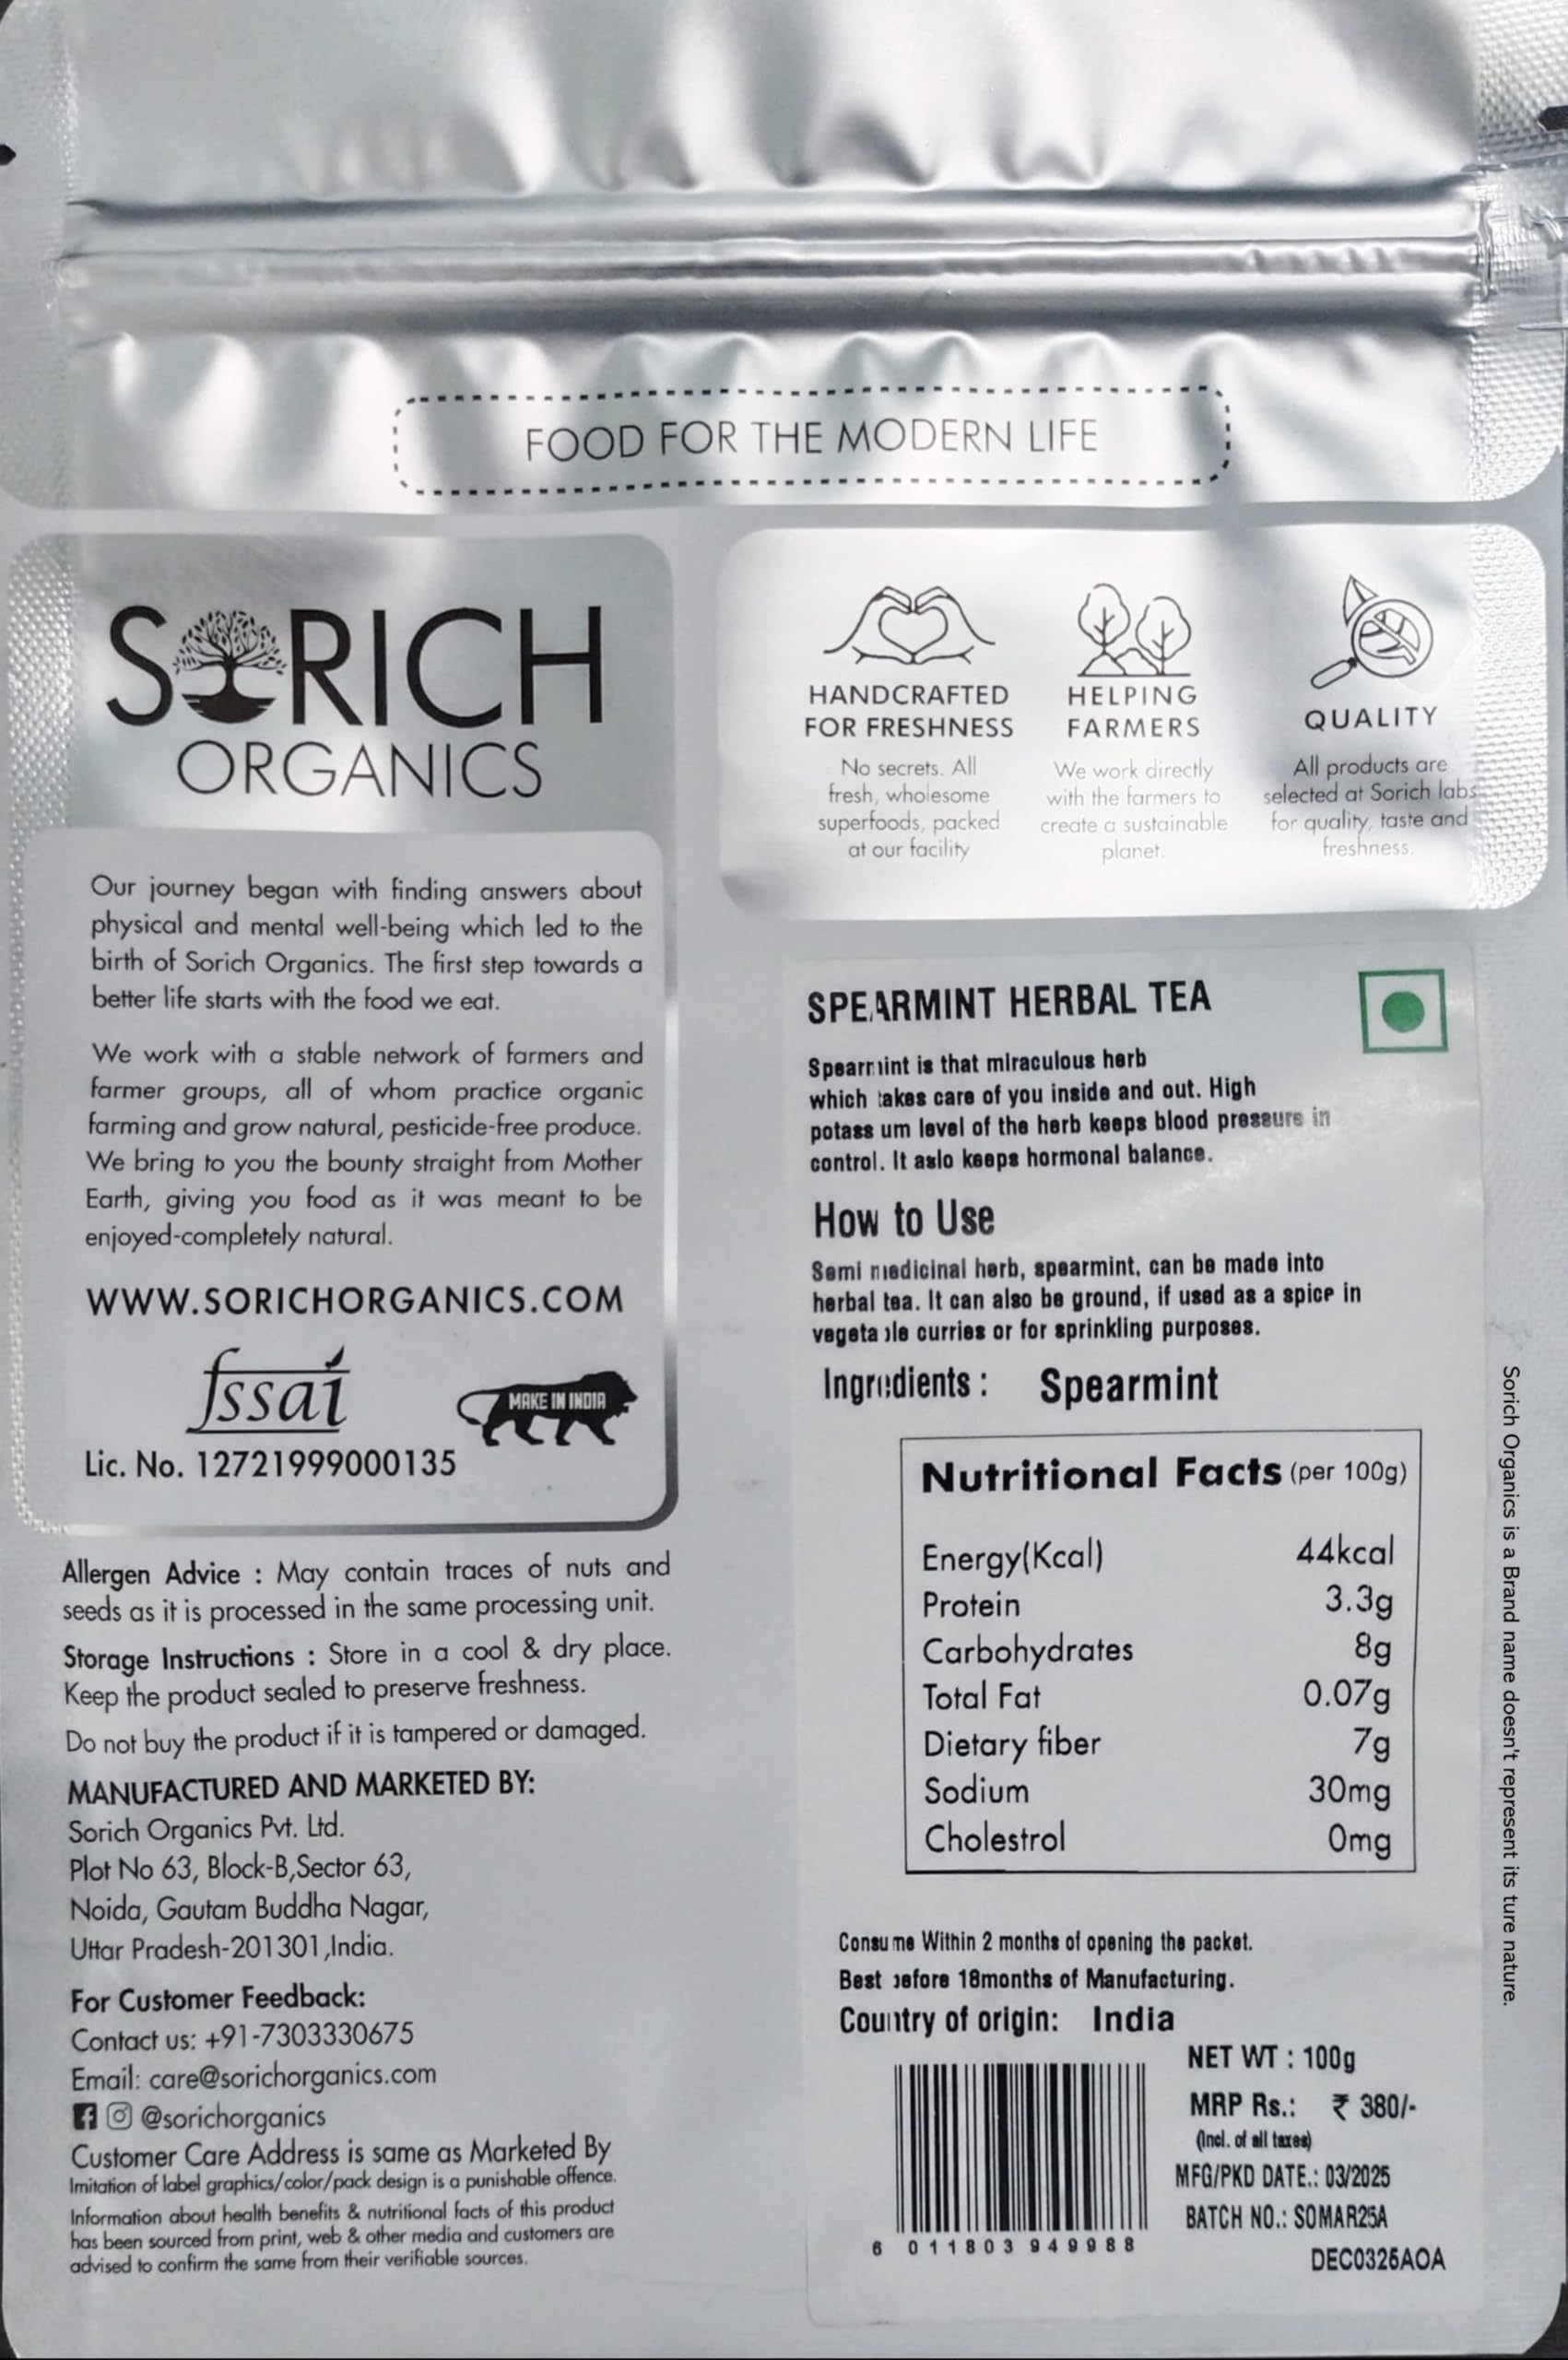 FOOD FOR THE MODERN LIFE
SORICH
ORGANICS
Our journey began with finding answers about
physical and mental well-being which led to the
birth of Sorich Organics. The first step towards a
better life starts with the food we eat.
We work with a stable network of farmers and
farmer groups, all of whom practice organic
farming and grow natural, pesticide-free produce.
We bring to you the bounty straight from Mother
Earth, giving you food as it was meant to be
enjoyed-completely natural.
WWW.SORICHORGANICS.COM
fssai
MAKE IN INDIA
Lic. No. 12721999000135
Allergen Advice : May contain traces of nuts and
seeds as it is processed in the same processing unit.
Storage Instructions : Store in a cool & dry place.
Keep the product sealed to preserve freshness.
Do not buy the product if it is tampered or damaged.
MANUFACTURED AND MARKETED BY:
Sorich Organics Pvt. Ltd.
Plot No 63, Block-B,Sector 63,
Noida, Gautam Buddha Nagar,
Uttar Pradesh-201301,India.
For Customer Feedback:
Contact us: +91-7303330675
Email: care@sorichorganics.com
@sorichorganics
Customer Care Address is same as Marketed By
Imitation of label graphics/color/pack design is a punishable offence.
Information about health benefits & nutritional facts of this product
has been sourced from print, web & other media and customers are
advised to confirm the same from their verifiable sources.
HANDCRAFTED
FOR FRESHNESS
No secrets. All
fresh, wholesome
superfoods, packed
at our facility
HELPING
FARMERS
We work directly
with the farmers to
create a sustainable
planet.
QUALITY
All products are
selected at Sorich labs
for quality, taste and
freshness.
SPEARMINT HERBAL TEA
Spearmint is that miraculous herb
which takes care of you inside and out. High
potassium level of the herb keeps blood pressure in
control. It aslo keeps hormonal balance.
How to Use
Semi medicinal herb, spearmint, can be made into
herbal tea. It can also be ground, if used as a spice in
vegetable curries or for sprinkling purposes.
Ingredients : Spearmint
Nutritional Facts (per 100g)
Energy(Kcal) 44kcal
Protein 3.3g
Carbohydrates 8g
Total Fat 0.07g
Dietary fiber 7g
Sodium 30mg
Cholestrol 0mg
Consume Within 2 months of opening the packet.
Best before 18months of Manufacturing.
Country of origin: India
NET WT : 100g
MRP Rs.: ₹ 380/-
(Incl. of all taxes)
MFG/PKD DATE.: 03/2025
BATCH NO.: SOMAR25A
DEC0325AOA
6 011803 949988
Sorich Organics is a Brand name doesn't represent its ture nature.